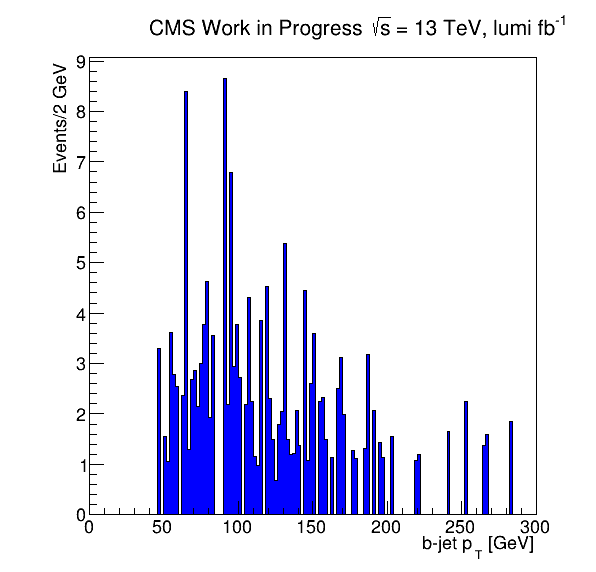 CMS Work in Progress √s = 13 TeV, lumi fb⁻¹
Events/2 GeV
9
8
7
6
5
4
3
2
1
0
0 50 100 150 200 250 300
b-jet p_T [GeV]